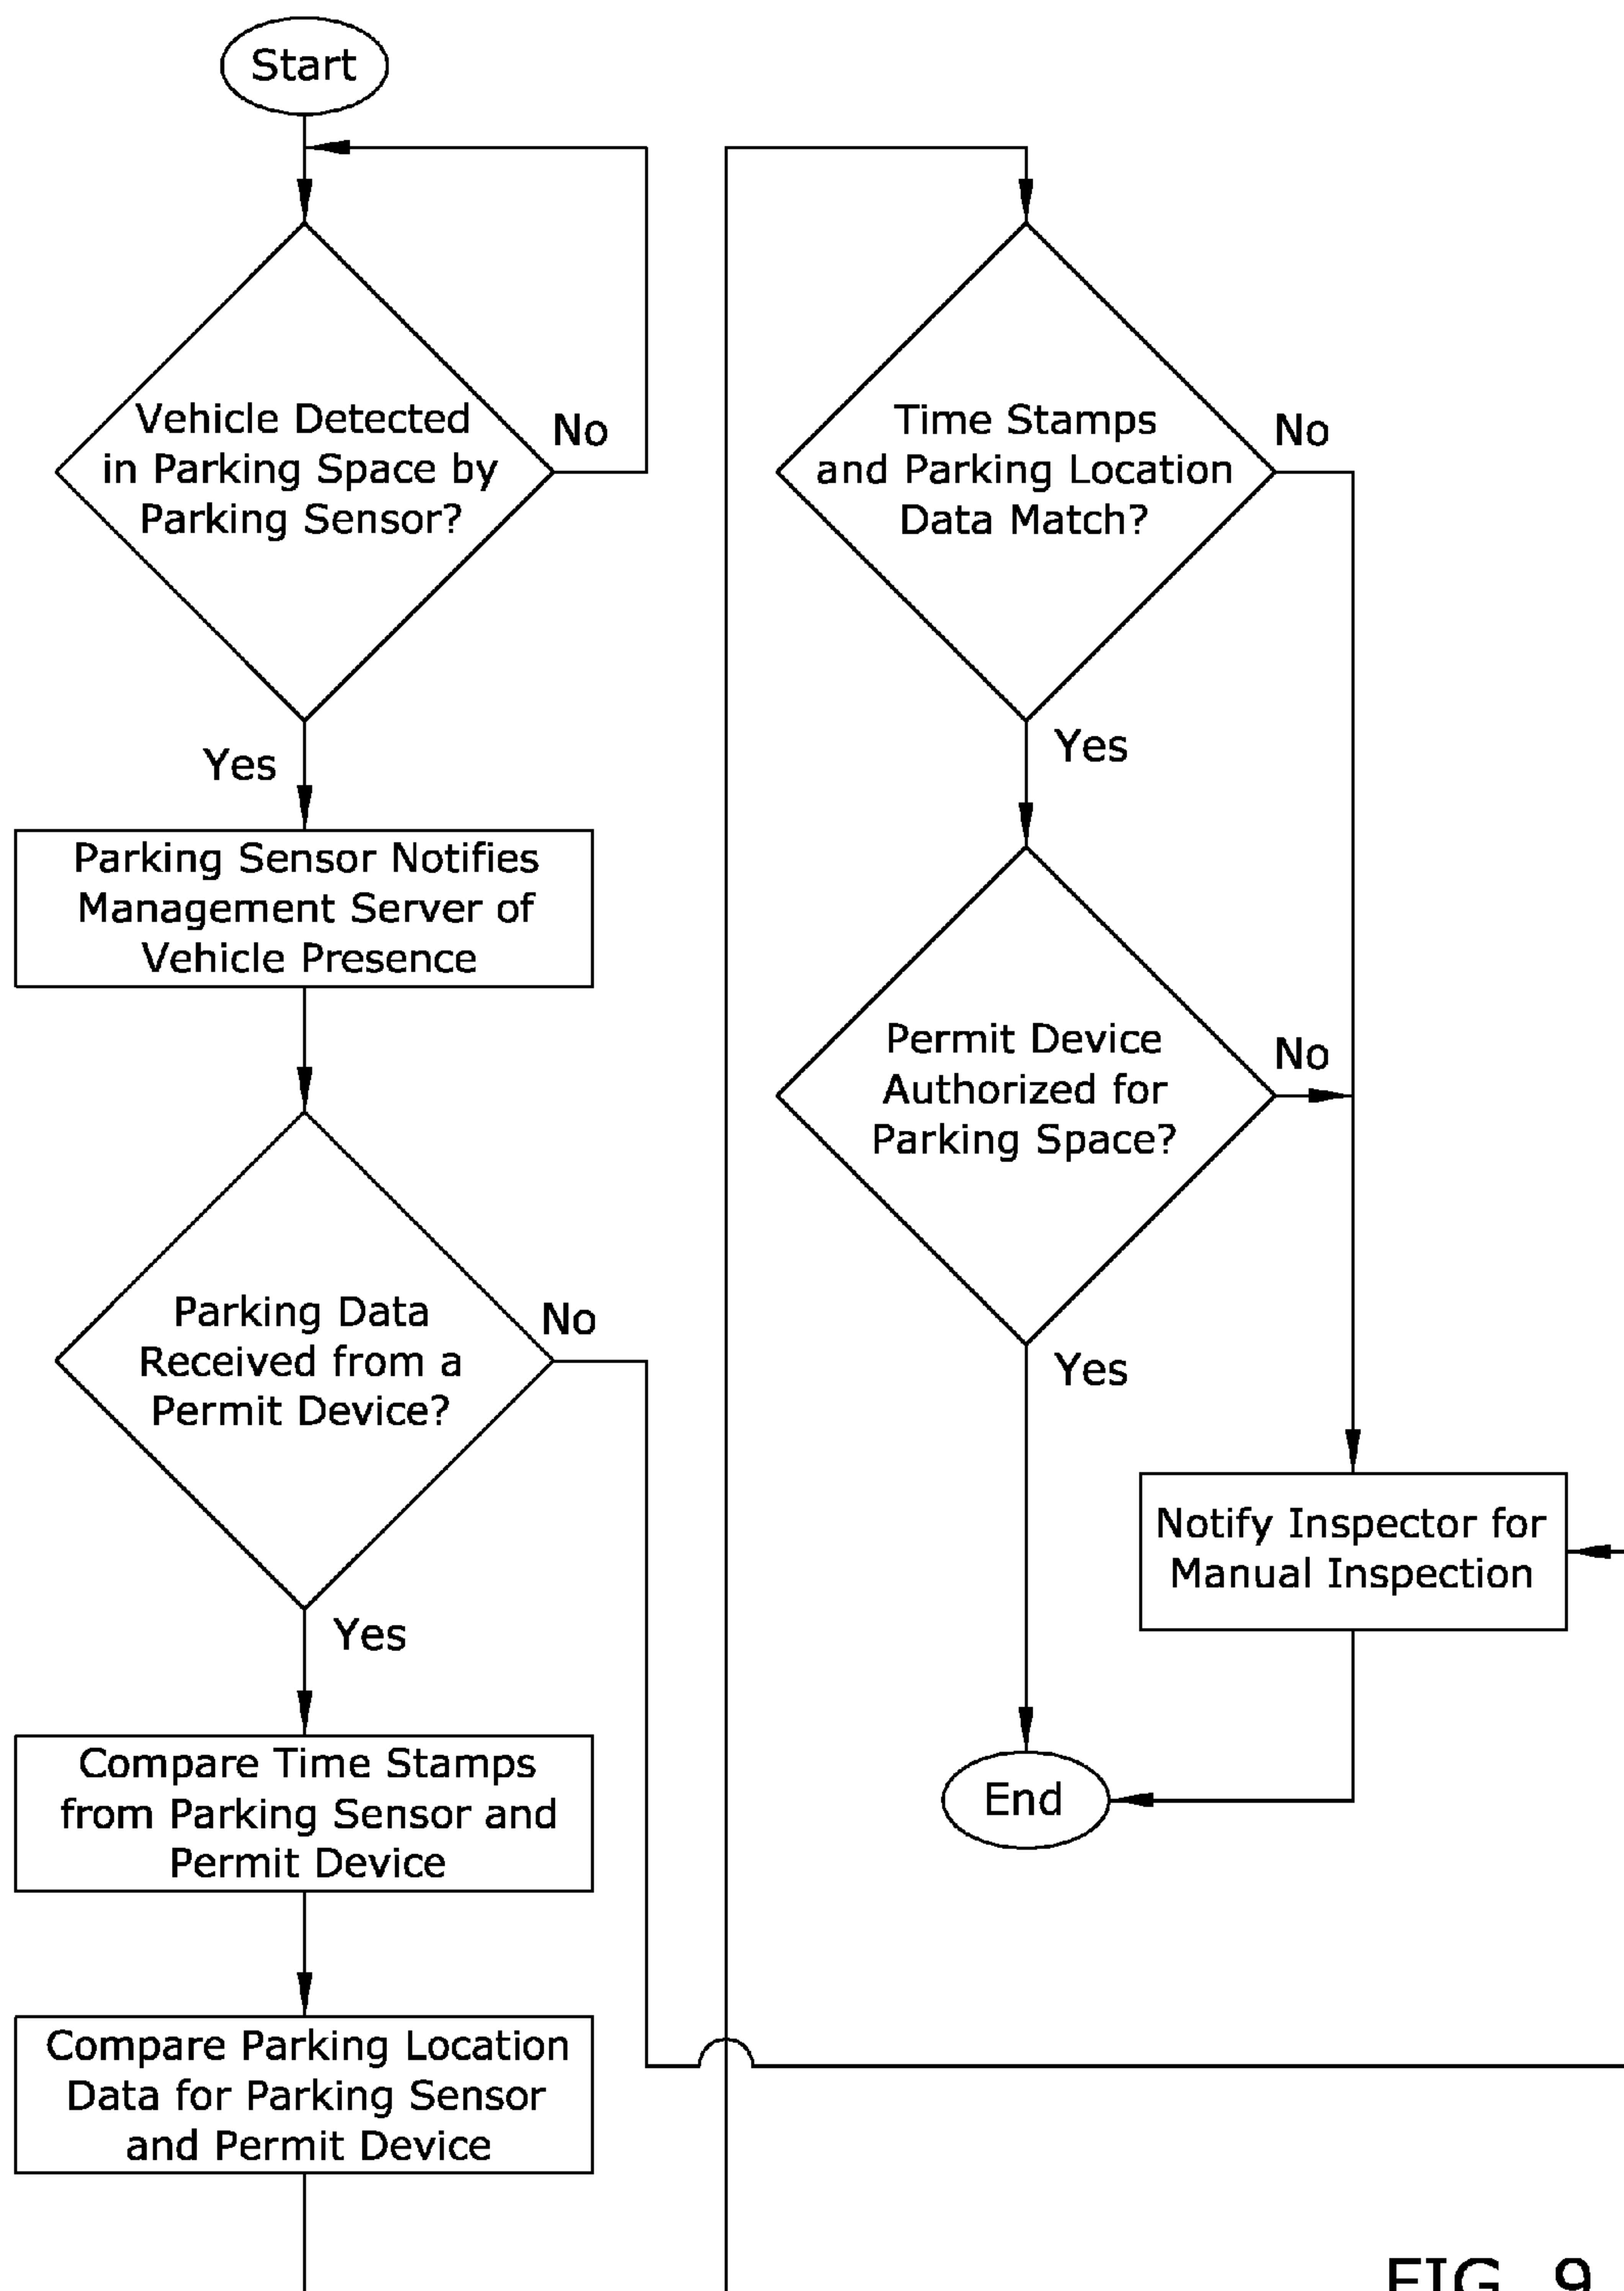 Start
Vehicle Detected
in Parking Space by
Parking Sensor?
No
Yes
Parking Sensor Notifies
Management Server of
Vehicle Presence
Parking Data
Received from a
Permit Device?
No
Yes
Compare Time Stamps
from Parking Sensor and
Permit Device
Compare Parking Location
Data for Parking Sensor
and Permit Device
Time Stamps
and Parking Location
Data Match?
No
Yes
Permit Device
Authorized for
Parking Space?
No
Yes
Notify Inspector for
Manual Inspection
End
FIG. 9